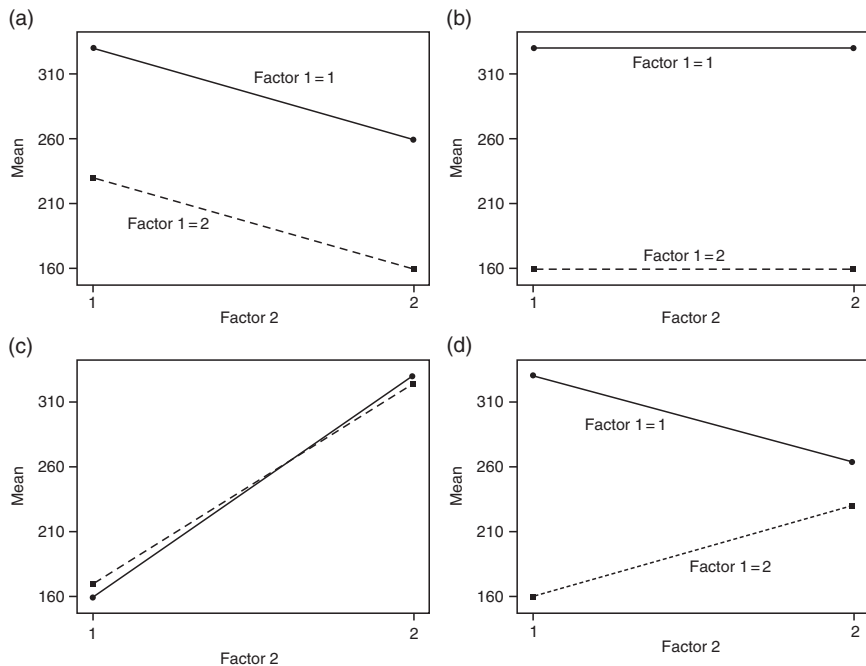 (a)
310
260
210
160
Mean
Factor 1 = 1
Factor 1 = 2
1
2
Factor 2
(b)
310
260
210
160
Mean
Factor 1 = 1
Factor 1 = 2
1
2
Factor 2
(c)
310
260
210
160
Mean
1
2
Factor 2
(d)
310
260
210
160
Mean
Factor 1 = 1
Factor 1 = 2
1
2
Factor 2